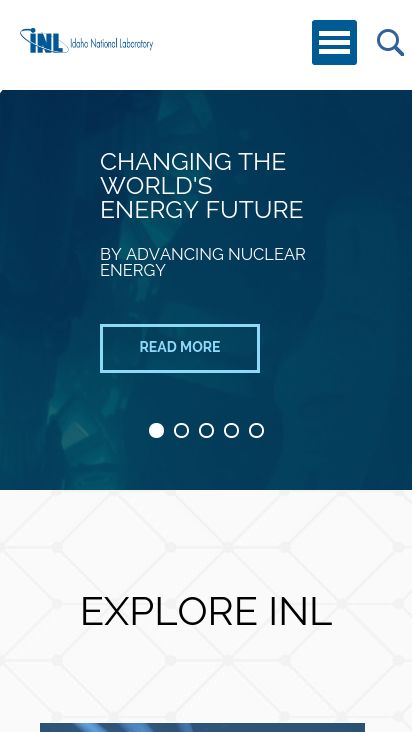 INL Idaho National Laboratory
CHANGING THE
WORLD'S
ENERGY FUTURE
BY ADVANCING NUCLEAR
ENERGY
READ MORE
EXPLORE INL